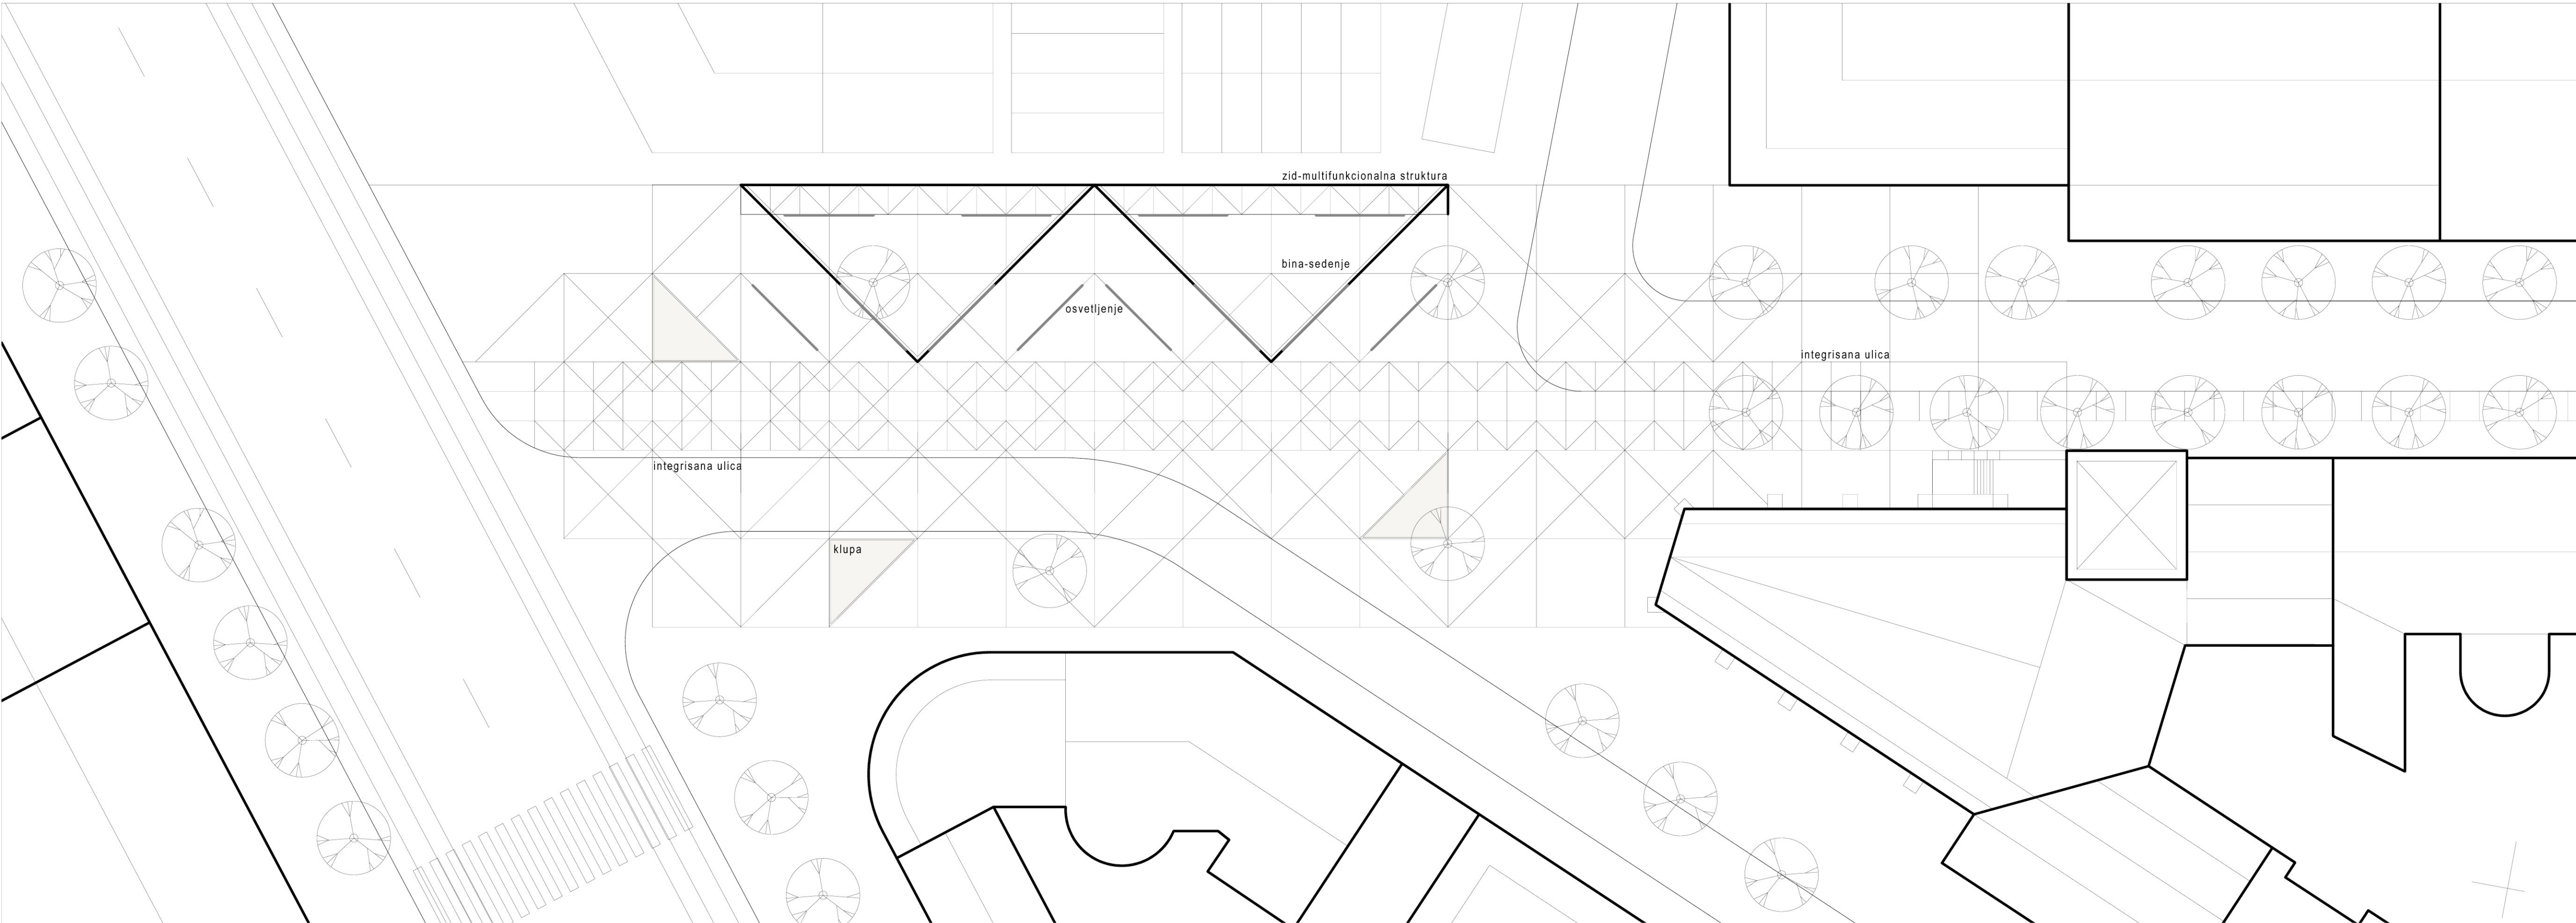 zid-multifunkcionalna struktura
bina-sedenje
osvetljenje
integrisana ulica
integrisana ulica
klupa